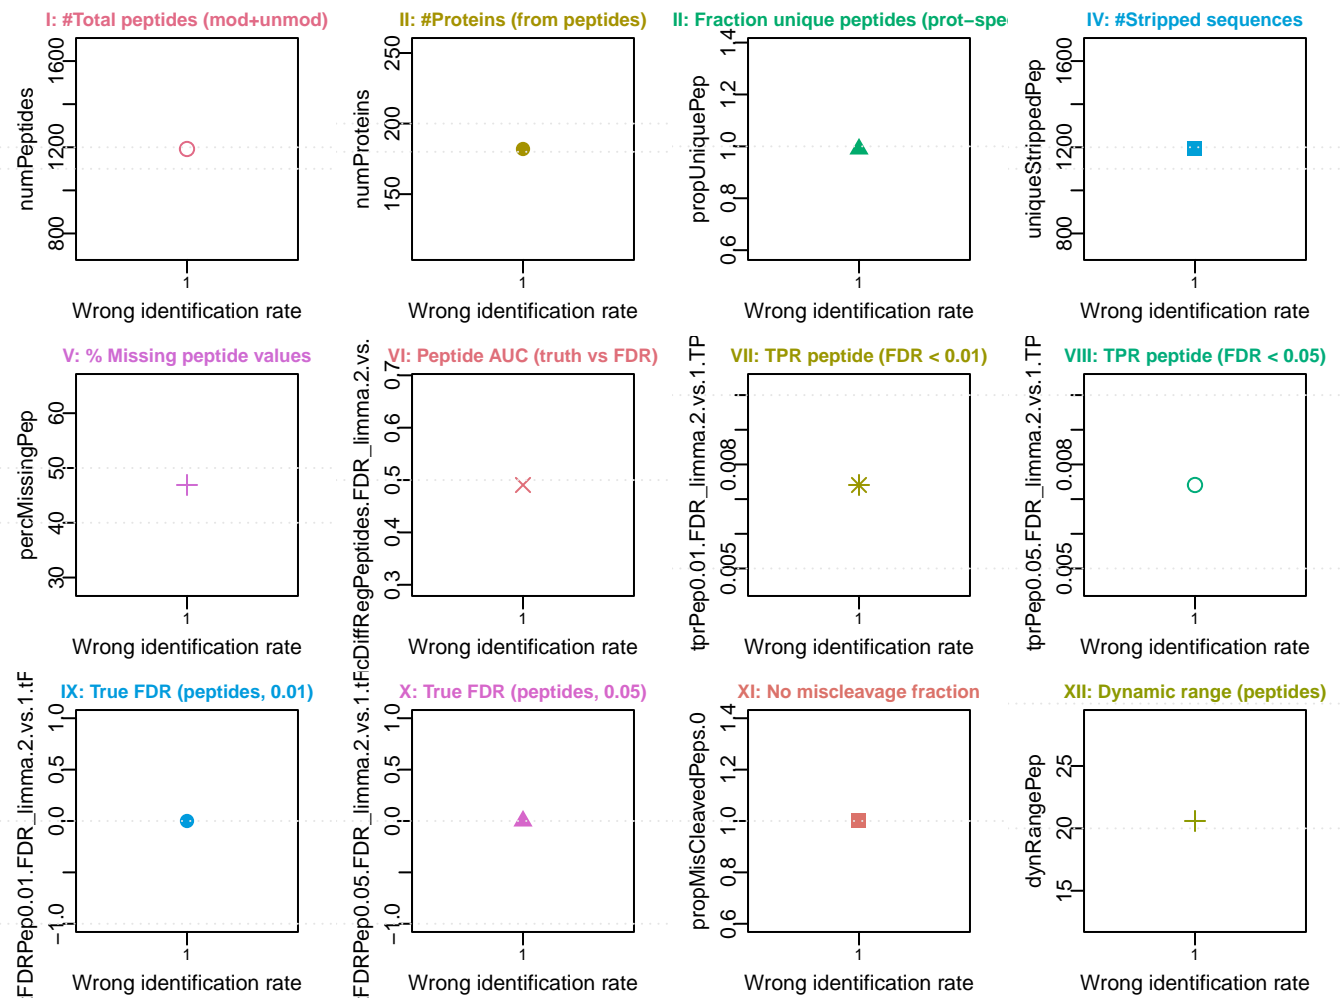 I: #Total peptides (mod+unmod)
numPeptides
1600
1200
800
1
Wrong identification rate
II: #Proteins (from peptides)
numProteins
250
200
150
1
Wrong identification rate
II: Fraction unique peptides (prot−spe
propUniquePep
1.4
1.2
1.0
0.8
0.6
1
Wrong identification rate
IV: #Stripped sequences
uniqueStrippedPep
1600
1200
800
1
Wrong identification rate
V: % Missing peptide values
percMissingPep
60
50
40
30
1
Wrong identification rate
VI: Peptide AUC (truth vs FDR)
cDiffRegPeptides.FDR_limma.2.vs.
0.7
0.6
0.5
0.4
0.3
1
Wrong identification rate
VII: TPR peptide (FDR < 0.01)
tprPep0.01.FDR_limma.2.vs.1.TP
0.008
0.005
1
Wrong identification rate
VIII: TPR peptide (FDR < 0.05)
tprPep0.05.FDR_limma.2.vs.1.TP
0.008
0.005
1
Wrong identification rate
IX: True FDR (peptides, 0.01)
FDRPep0.01.FDR_limma.2.vs.1.tF
1.0
0.5
0.0
−1.0
1
Wrong identification rate
X: True FDR (peptides, 0.05)
FDRPep0.05.FDR_limma.2.vs.1.tF
1.0
0.5
0.0
−1.0
1
Wrong identification rate
XI: No miscleavage fraction
propMisCleavedPeps.0
1.4
1.2
1.0
0.8
0.6
1
Wrong identification rate
XII: Dynamic range (peptides)
dynRangePep
25
20
15
1
Wrong identification rate